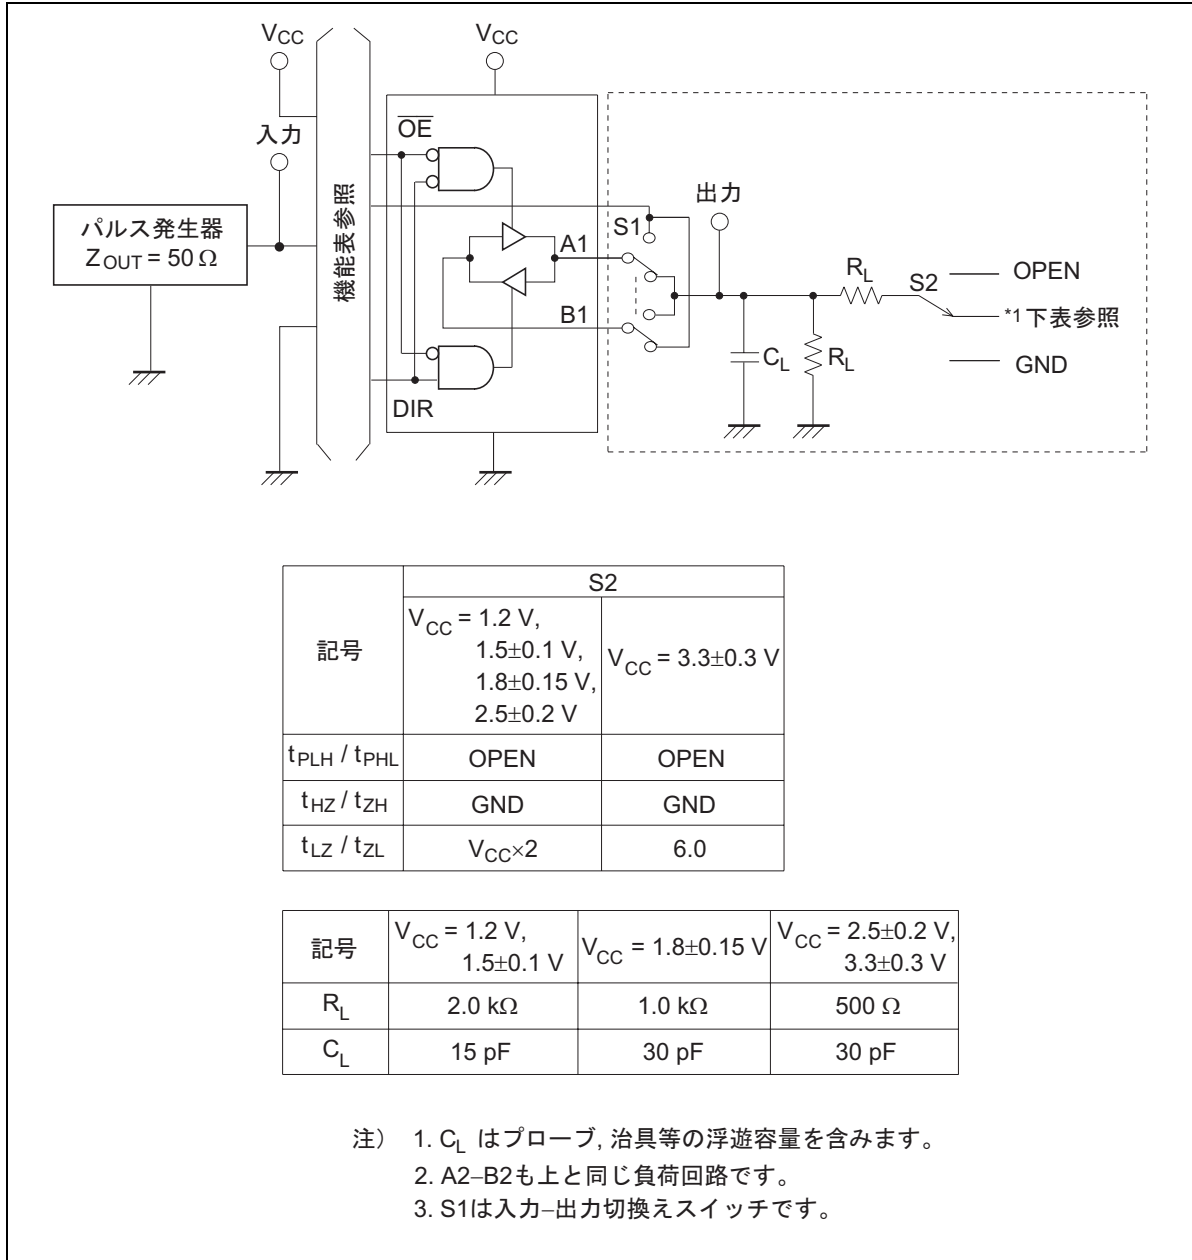 VCC
VCC
入力
パルス発生器
ZOUT = 50 Ω
機能表参照
OE
DIR
A1
B1
S1
出力
RL
S2
OPEN
*1下表参照
GND
CL
RL
記号
S2
VCC = 1.2 V,
1.5±0.1 V,
1.8±0.15 V,
2.5±0.2 V
VCC = 3.3±0.3 V
tPLH / tPHL
OPEN
OPEN
tHZ / tZH
GND
GND
tLZ / tZL
VCC×2
6.0
記号
VCC = 1.2 V,
1.5±0.1 V
VCC = 1.8±0.15 V
VCC = 2.5±0.2 V,
3.3±0.3 V
RL
2.0 kΩ
1.0 kΩ
500 Ω
CL
15 pF
30 pF
30 pF
注） 1. CL はプローブ, 治具等の浮遊容量を含みます。
2. A2–B2も上と同じ負荷回路です。
3. S1は入力–出力切換えスイッチです。